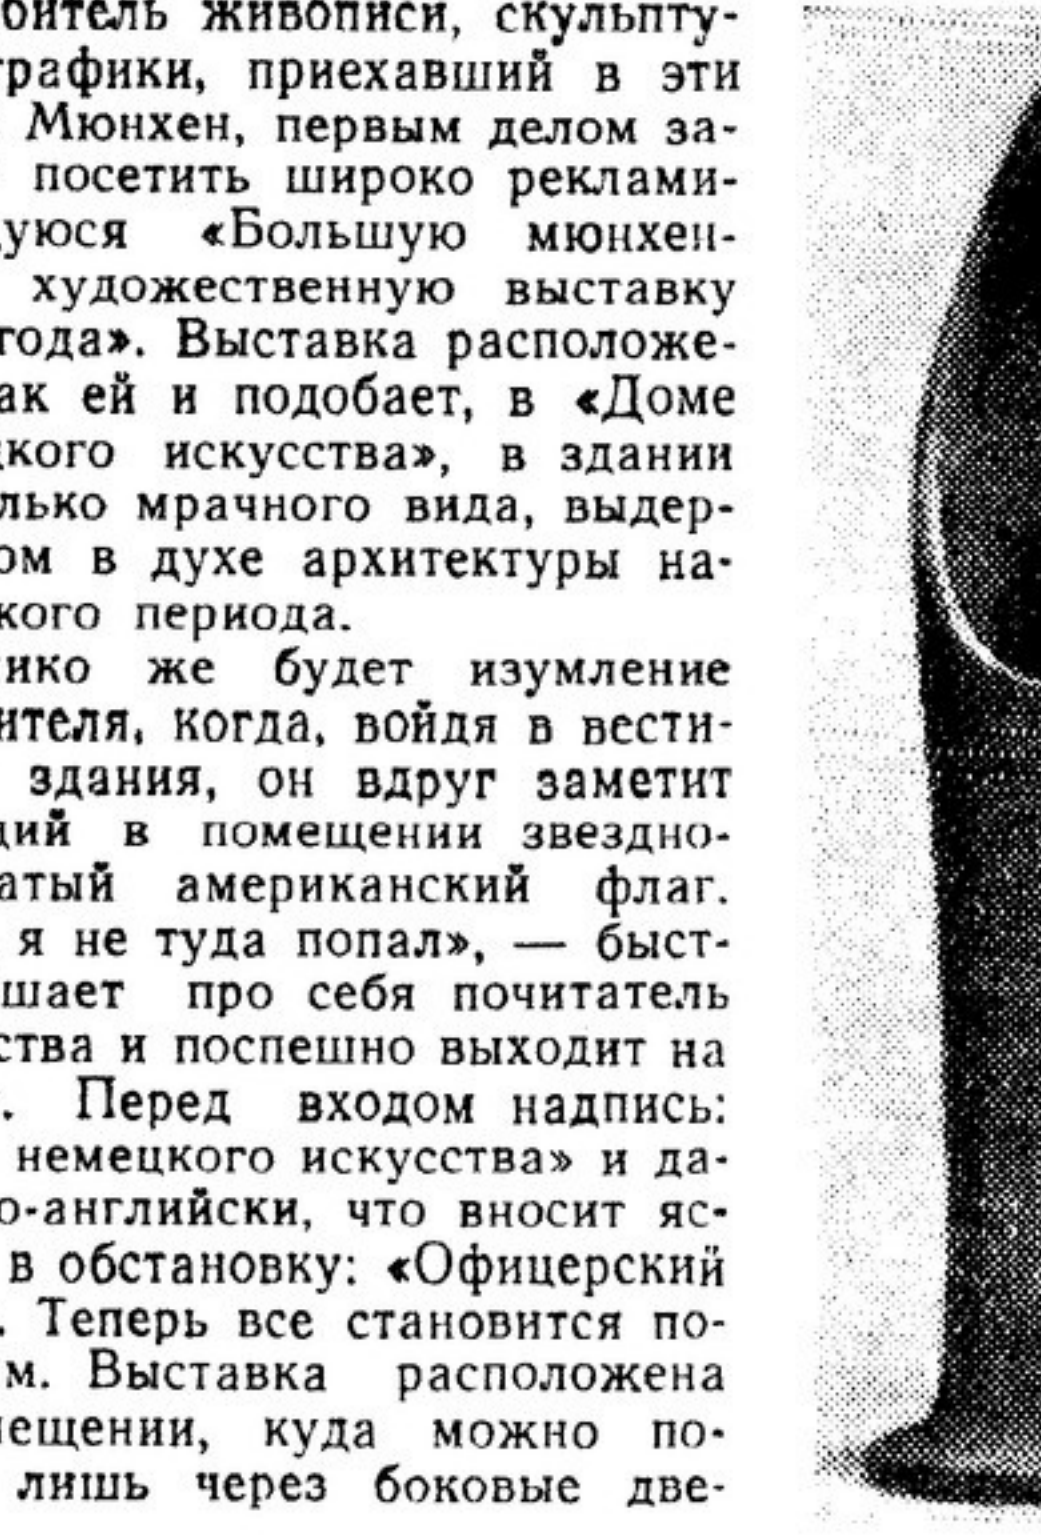 оитель живописи, скульпту-
графики, приехавший в эти
Мюнхен, первым делом за-
посетить широко реклами-
уюся «Большую мюнхен-
художественную выставку
года». Выставка расположе-
ак ей и подобает, в «Доме
цкого искусства», в здании
лько мрачного вида, выдер-
ом в духе архитектуры на-
кого периода.
ико же будет изумление
ителя, когда, войдя в вести-
здания, он вдруг заметит
щий в помещении звездно-
атый американский флаг.
я не туда попал», — быст-
шает про себя почитатель
ства и поспешно выходит на
. Перед входом надпись:
немецкого искусства» и да-
о-английски, что вносит яс-
в обстановку: «Офицерский
. Теперь все становится по-
м. Выставка расположена
мещении, куда можно по-
лишь через боковые две-